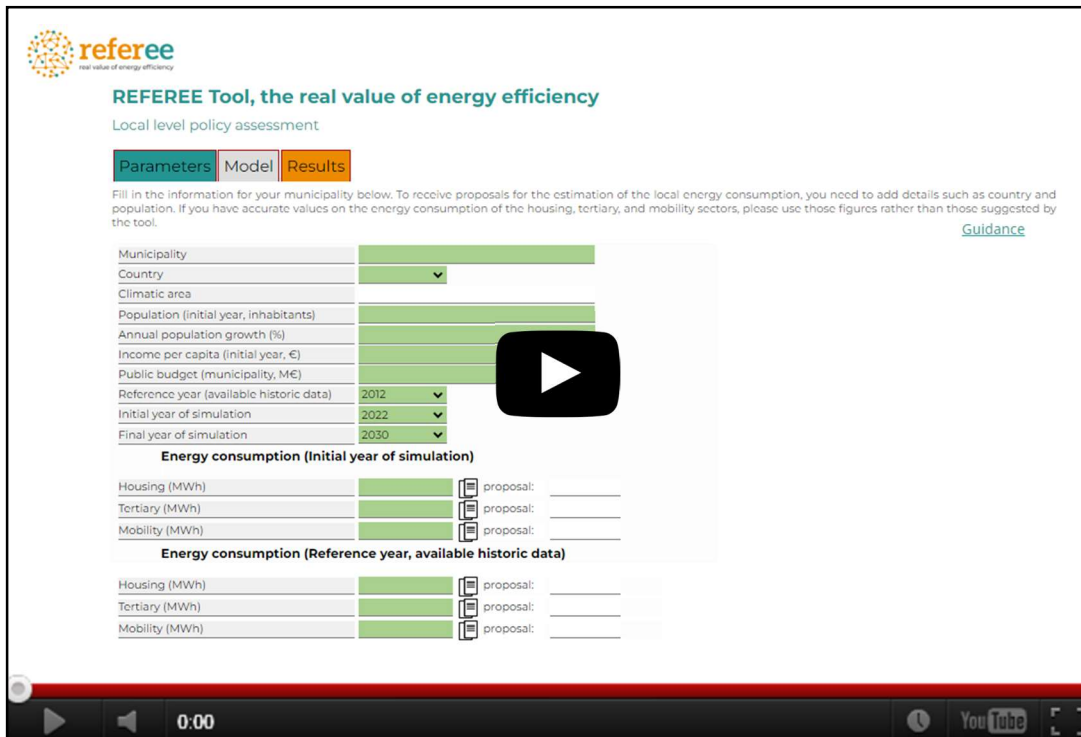 referee
real value of energy efficiency
REFEREE Tool, the real value of energy efficiency
Local level policy assessment
Parameters Model Results
Fill in the information for your municipality below. To receive proposals for the estimation of the local energy consumption, you need to add details such as country and
population. If you have accurate values on the energy consumption of the housing, tertiary, and mobility sectors, please use those figures rather than those suggested by
the tool.
Guidance
Municipality
Country
Climatic area
Population (initial year, inhabitants)
Annual population growth (%)
Income per capita (initial year, €)
Public budget (municipality, M€)
Reference year (available historic data) 2012
Initial year of simulation 2022
Final year of simulation 2030
Energy consumption (Initial year of simulation)
Housing (MWh) proposal:
Tertiary (MWh) proposal:
Mobility (MWh) proposal:
Energy consumption (Reference year, available historic data)
Housing (MWh) proposal:
Tertiary (MWh) proposal:
Mobility (MWh) proposal:
0:00 YouTube